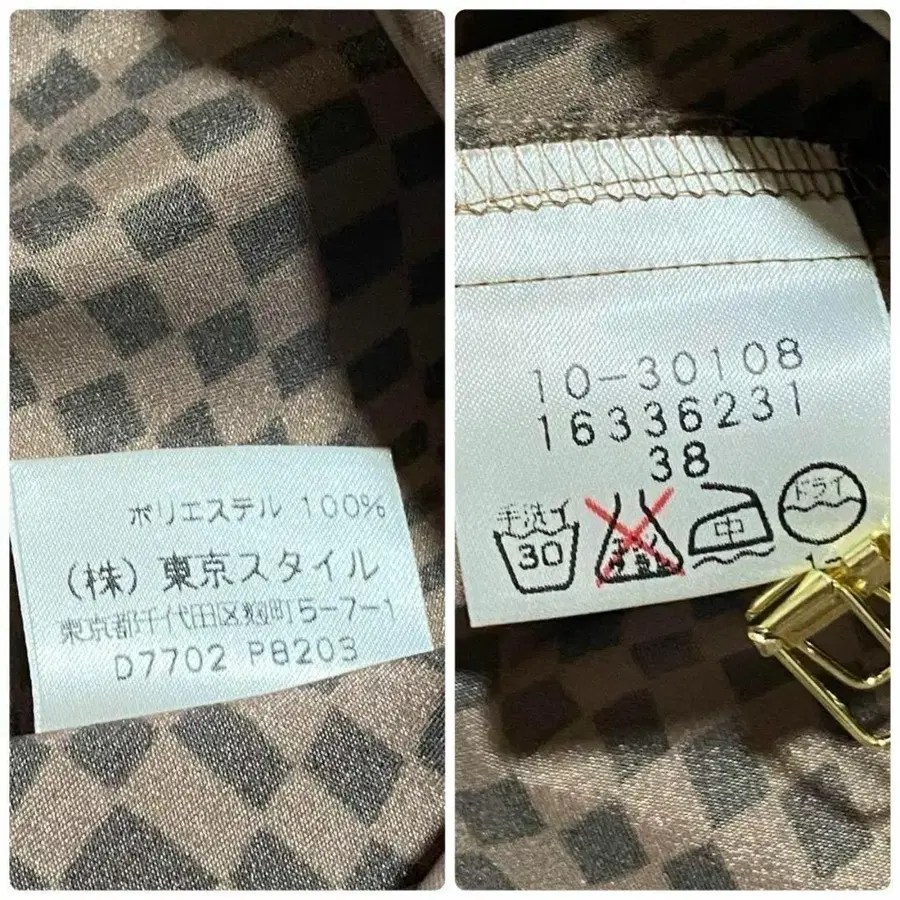 ポリエステル 100%
(株) 東京スタイル
東京都千代田区麹町5-7-1
D7702 P8203
10-30108
16336231
38
手洗イ
30
中
ドライ